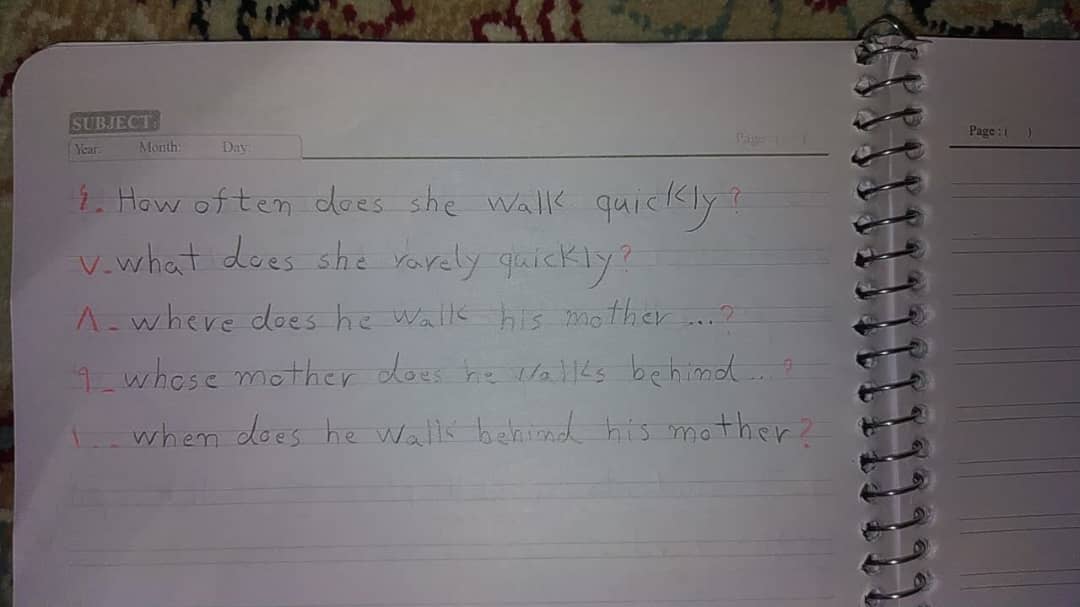 SUBJECT:
Year: Month: Day:
Page: ( )
Page : ( )
۶. How often does she walk quickly?
۷-what does she rarely quickly?
۸- where does he walk his mother ...?
۹_ whose mother does he walks behind...?
۱۰- when does he walk behind his mother?